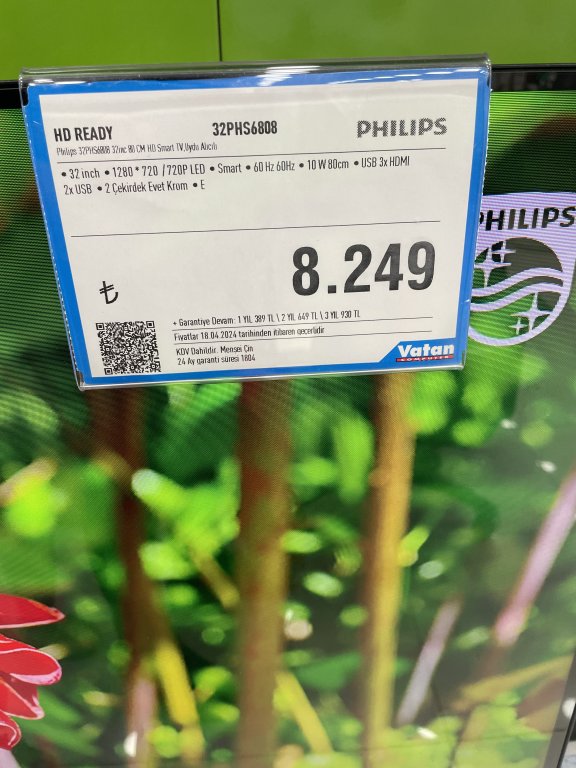 HD READY 32PHS6808 PHILIPS
Philips 32PHS6808 32inc 80 CM HD Smart TV,Uydu Alıcılı
• 32 inch • 1280 * 720 / 720P LED • Smart • 60 Hz 60Hz • 10 W 80cm • USB 3x HDMI
2x USB • 2 Çekirdek Evet Krom • E
PHILIPS
₺ 8.249
+ Garantiye Devam: 1 YIL 389 TL \ 2 YIL 649 TL \ 3 YIL 930 TL
Fivatlar 18.04.2024 tarihinden itibaren geçerlidir
KDV Dahildir. Mensei Çin
24 Ay garanti süresi 1804
Vatan
COMPUTER